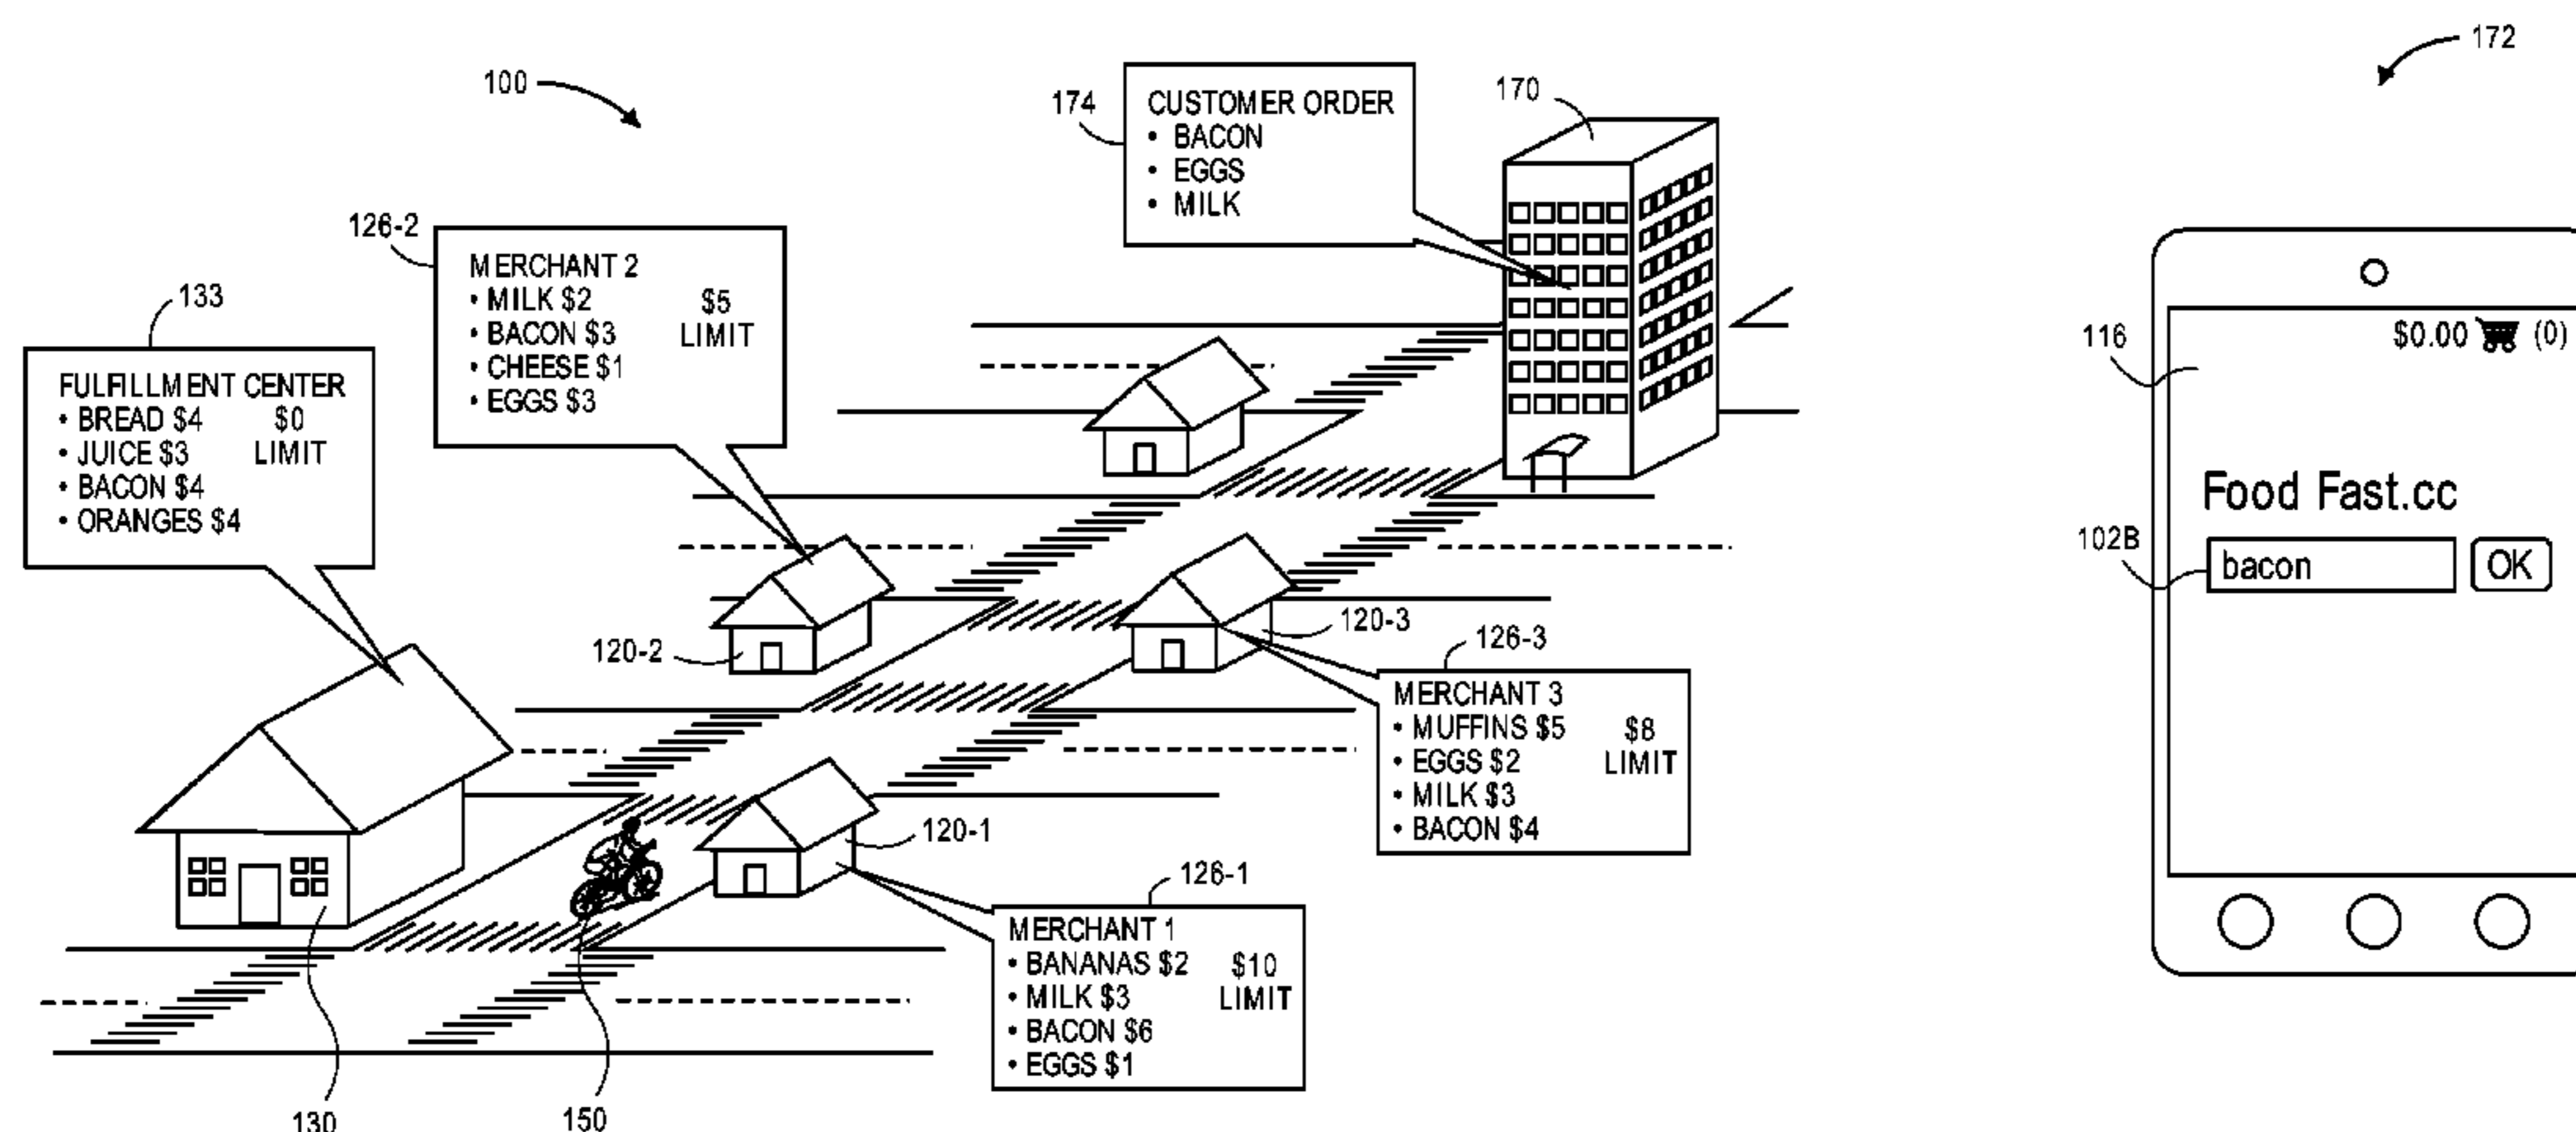 100
174
CUSTOMER ORDER
• BACON
• EGGS
• MILK
170
172
126-2
MERCHANT 2
• MILK $2 $5
• BACON $3 LIMIT
• CHEESE $1
• EGGS $3
133
FULFILLMENT CENTER
• BREAD $4 $0
• JUICE $3 LIMIT
• BACON $4
• ORANGES $4
116
$0.00 (0)
Food Fast.cc
102B
bacon OK
120-2
120-3
126-3
MERCHANT 3
• MUFFINS $5 $8
• EGGS $2 LIMIT
• MILK $3
• BACON $4
120-1
126-1
MERCHANT 1
• BANANAS $2 $10
• MILK $3 LIMIT
• BACON $6
• EGGS $1
130
150